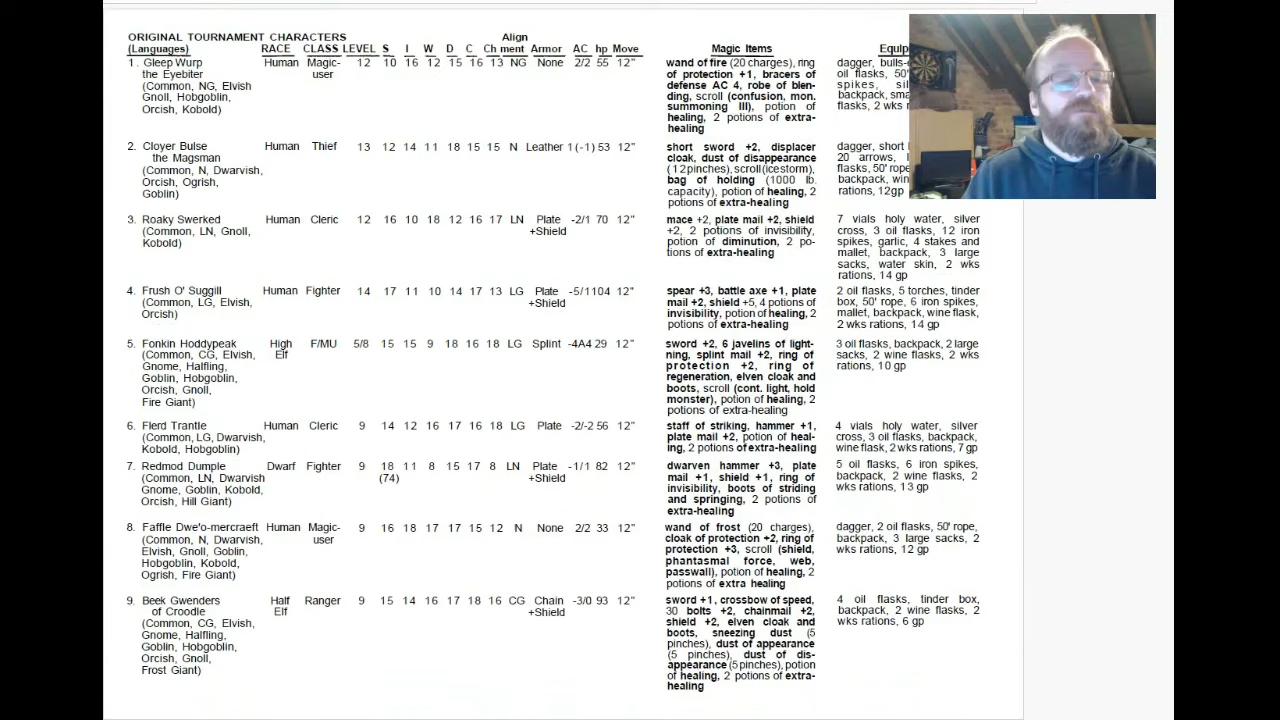 ORIGINAL TOURNAMENT CHARACTERS Align
(Languages) RACE CLASS LEVEL S I W D C Ch ment Armor AC hp Move Magic Items
1. Gleep Wurp Human Magic- 12 10 16 12 15 16 13 NG None 2/2 55 12"
the Eyebiter user
(Common, NG, Elvish
Gnoll, Hobgoblin,
Orcish, Kobold)
wand of fire (20 charges), ring
of protection +1, bracers of
defense AC 4, robe of blen-
ding, scroll (confusion, mon.
summoning III), potion of
healing, 2 potions of extra-
healing
dagger,
oil flasks, 50'
spikes,
backpack,
flasks, 2 wks
2. Cloyer Bulse Human Thief 13 12 14 11 18 15 15 N Leather 1(-1) 53 12"
the Magsman
(Common, N, Dwarvish,
Orcish, Ogrish,
Goblin)
short sword +2, displacer
cloak, dust of disappearance
(12 pinches), scroll (ice storm),
bag of holding (1000 lb.
capacity), potion of healing, 2
potions of extra-healing
dagger, short
20 arrows,
flasks, 50' rope
backpack,
rations, 12gp
3. Roaky Swerked Human Cleric 12 16 10 18 12 16 17 LN Plate -2/1 70 12"
(Common, LN, Gnoll, +Shield
Kobold)
mace +2, plate mail +2, shield
+2, 2 potions of invisibility,
potion of diminution, 2 po-
tions of extra-healing
7 vials holy water, silver
cross, 3 oil flasks, 12 iron
spikes, garlic, 4 stakes and
mallet, backpack, 3 large
sacks, water skin, 2 wks
rations, 14 gp
4. Frush O' Suggill Human Fighter 14 17 11 10 14 17 13 LG Plate -5/1104 12"
(Common, LG, Elvish, +Shield
Orcish)
spear +3, battle axe +1, plate
mail +2, shield +5, 4 potions of
invisibility, potion of healing, 2
potions of extra-healing
2 oil flasks, 5 torches, tinder
box, 50' rope, 6 iron spikes,
mallet, backpack, wine flask,
2 wks rations, 14 gp
5. Fonkin Hoddypeak High F/MU 5/8 15 15 9 18 16 18 LG Splint -4A4 29 12"
(Common, CG, Elvish, Elf
Gnome, Halfling,
Goblin, Hobgoblin,
Orcish, Gnoll,
Fire Giant)
sword +2, 6 javelins of light-
ning, splint mail +2, ring of
protection +2, ring of
regeneration, elven cloak and
boots, scroll (cont. light, hold
monster), potion of healing, 2
potions of extra-healing
3 oil flasks, backpack, 2 large
sacks, 2 wine flasks, 2 wks
rations, 10 gp
6. Flerd Trantle Human Cleric 9 14 12 16 17 16 18 LG Plate -2/-2 56 12"
(Common, LG, Dwarvish,
Kobold, Hobgoblin)
staff of striking, hammer +1,
plate mail +2, potion of heal-
ing, 2 potions of extra-healing
4 vials holy water, silver
cross, 3 oil flasks, backpack,
wine flask, 2 wks rations, 7 gp
7. Redmod Dumple Dwarf Fighter 9 18 11 8 15 17 8 LN Plate -1/1 82 12"
(Common, LN, Dwarvish (74) +Shield
Gnome, Goblin, Kobold,
Orcish, Hill Giant)
dwarven hammer +3, plate
mail +1, shield +1, ring of
invisibility, boots of striding
and springing, 2 potions of
extra-healing
5 oil flasks, 6 iron spikes,
backpack, 2 wine flasks, 2
wks rations, 13 gp
8. Faffle Dwe'o-mercraeft Human Magic- 9 16 18 17 17 15 12 N None 2/2 33 12"
(Common, N, Dwarvish, user
Elvish, Gnoll, Goblin,
Hobgoblin, Kobold,
Ogrish, Fire Giant)
wand of frost (20 charges),
cloak of protection +2, ring of
protection +3, scroll (shield,
phantasmal force, web,
passwall), potion of healing, 2
potions of extra healing
dagger, 2 oil flasks, 50' rope,
backpack, 3 large sacks, 2
wks rations, 12 gp
9. Beek Gwenders Half Ranger 9 15 14 16 17 18 16 CG Chain -3/0 93 12"
of Croodle Elf +Shield
(Common, CG, Elvish,
Gnome, Halfling,
Goblin, Hobgoblin,
Orcish, Gnoll,
Frost Giant)
sword +1, crossbow of speed,
30 bolts +2, chainmail +2,
shield +2, elven cloak and
boots, sneezing dust (5
pinches), dust of appearance
(5 pinches), dust of dis-
appearance (5 pinches), potion
of healing, 2 potions of extra-
healing
4 oil flasks, tinder box,
backpack, 2 wine flasks, 2
wks rations, 6 gp